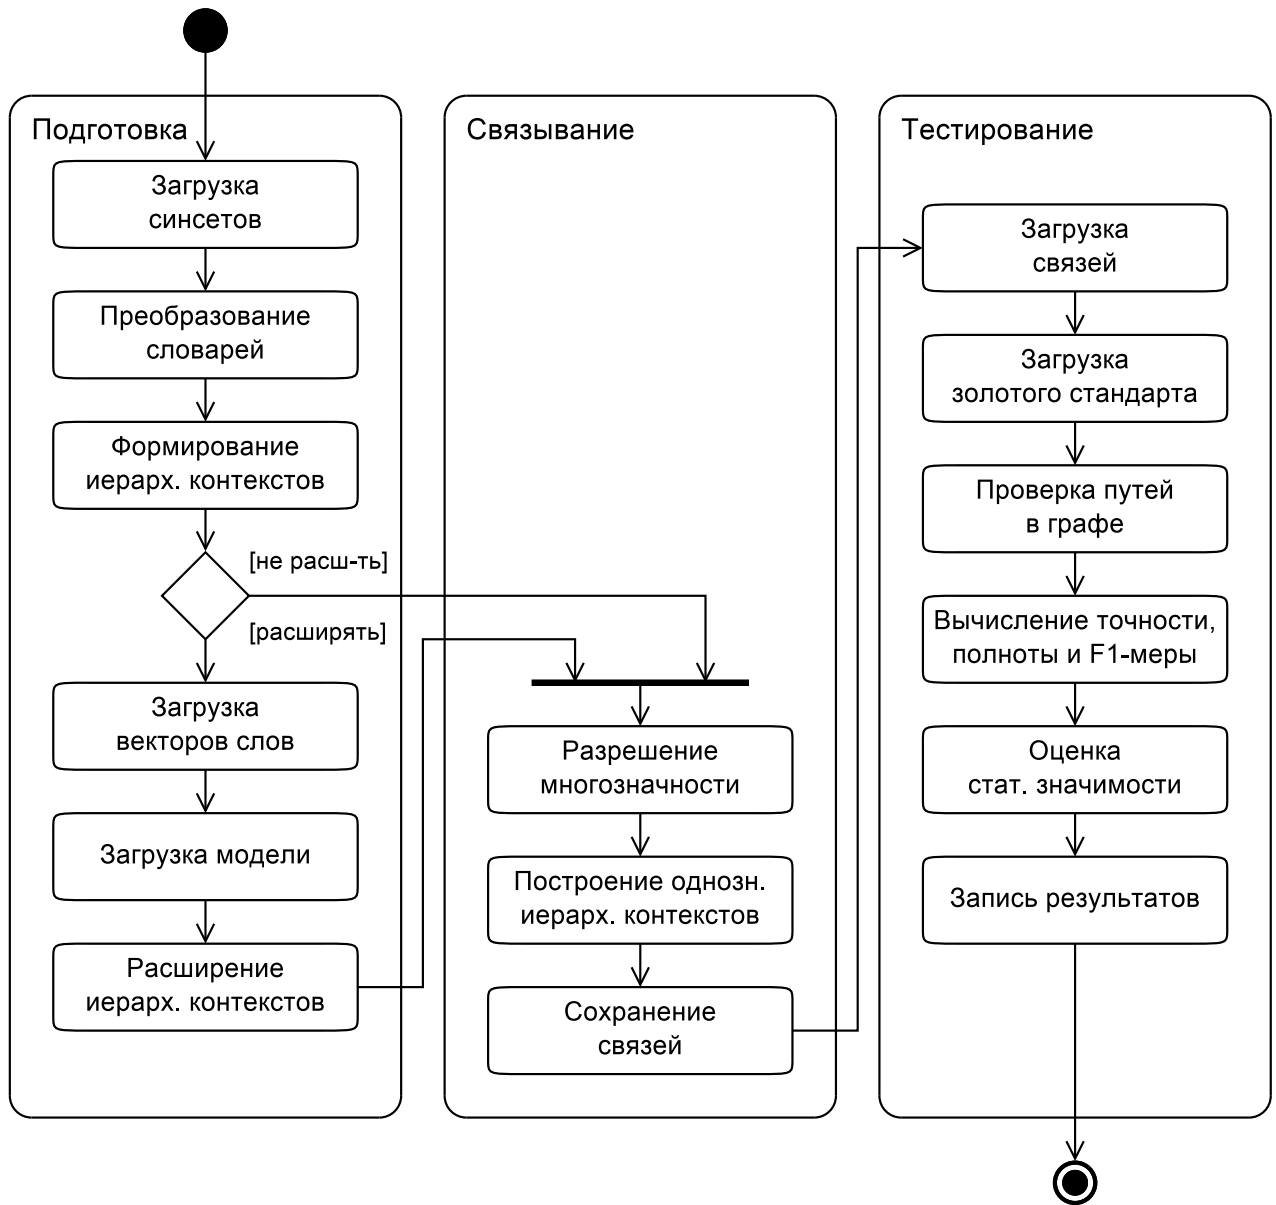 Подготовка
Загрузка
синсетов
Преобразование
словарей
Формирование
иерарх. контекстов
[не расш-ть]
[расширять]
Загрузка
векторов слов
Загрузка модели
Расширение
иерарх. контекстов
Связывание
Разрешение
многозначности
Построение однозн.
иерарх. контекстов
Сохранение
связей
Тестирование
Загрузка
связей
Загрузка
золотого стандарта
Проверка путей
в графе
Вычисление точности,
полноты и F1-меры
Оценка
стат. значимости
Запись результатов